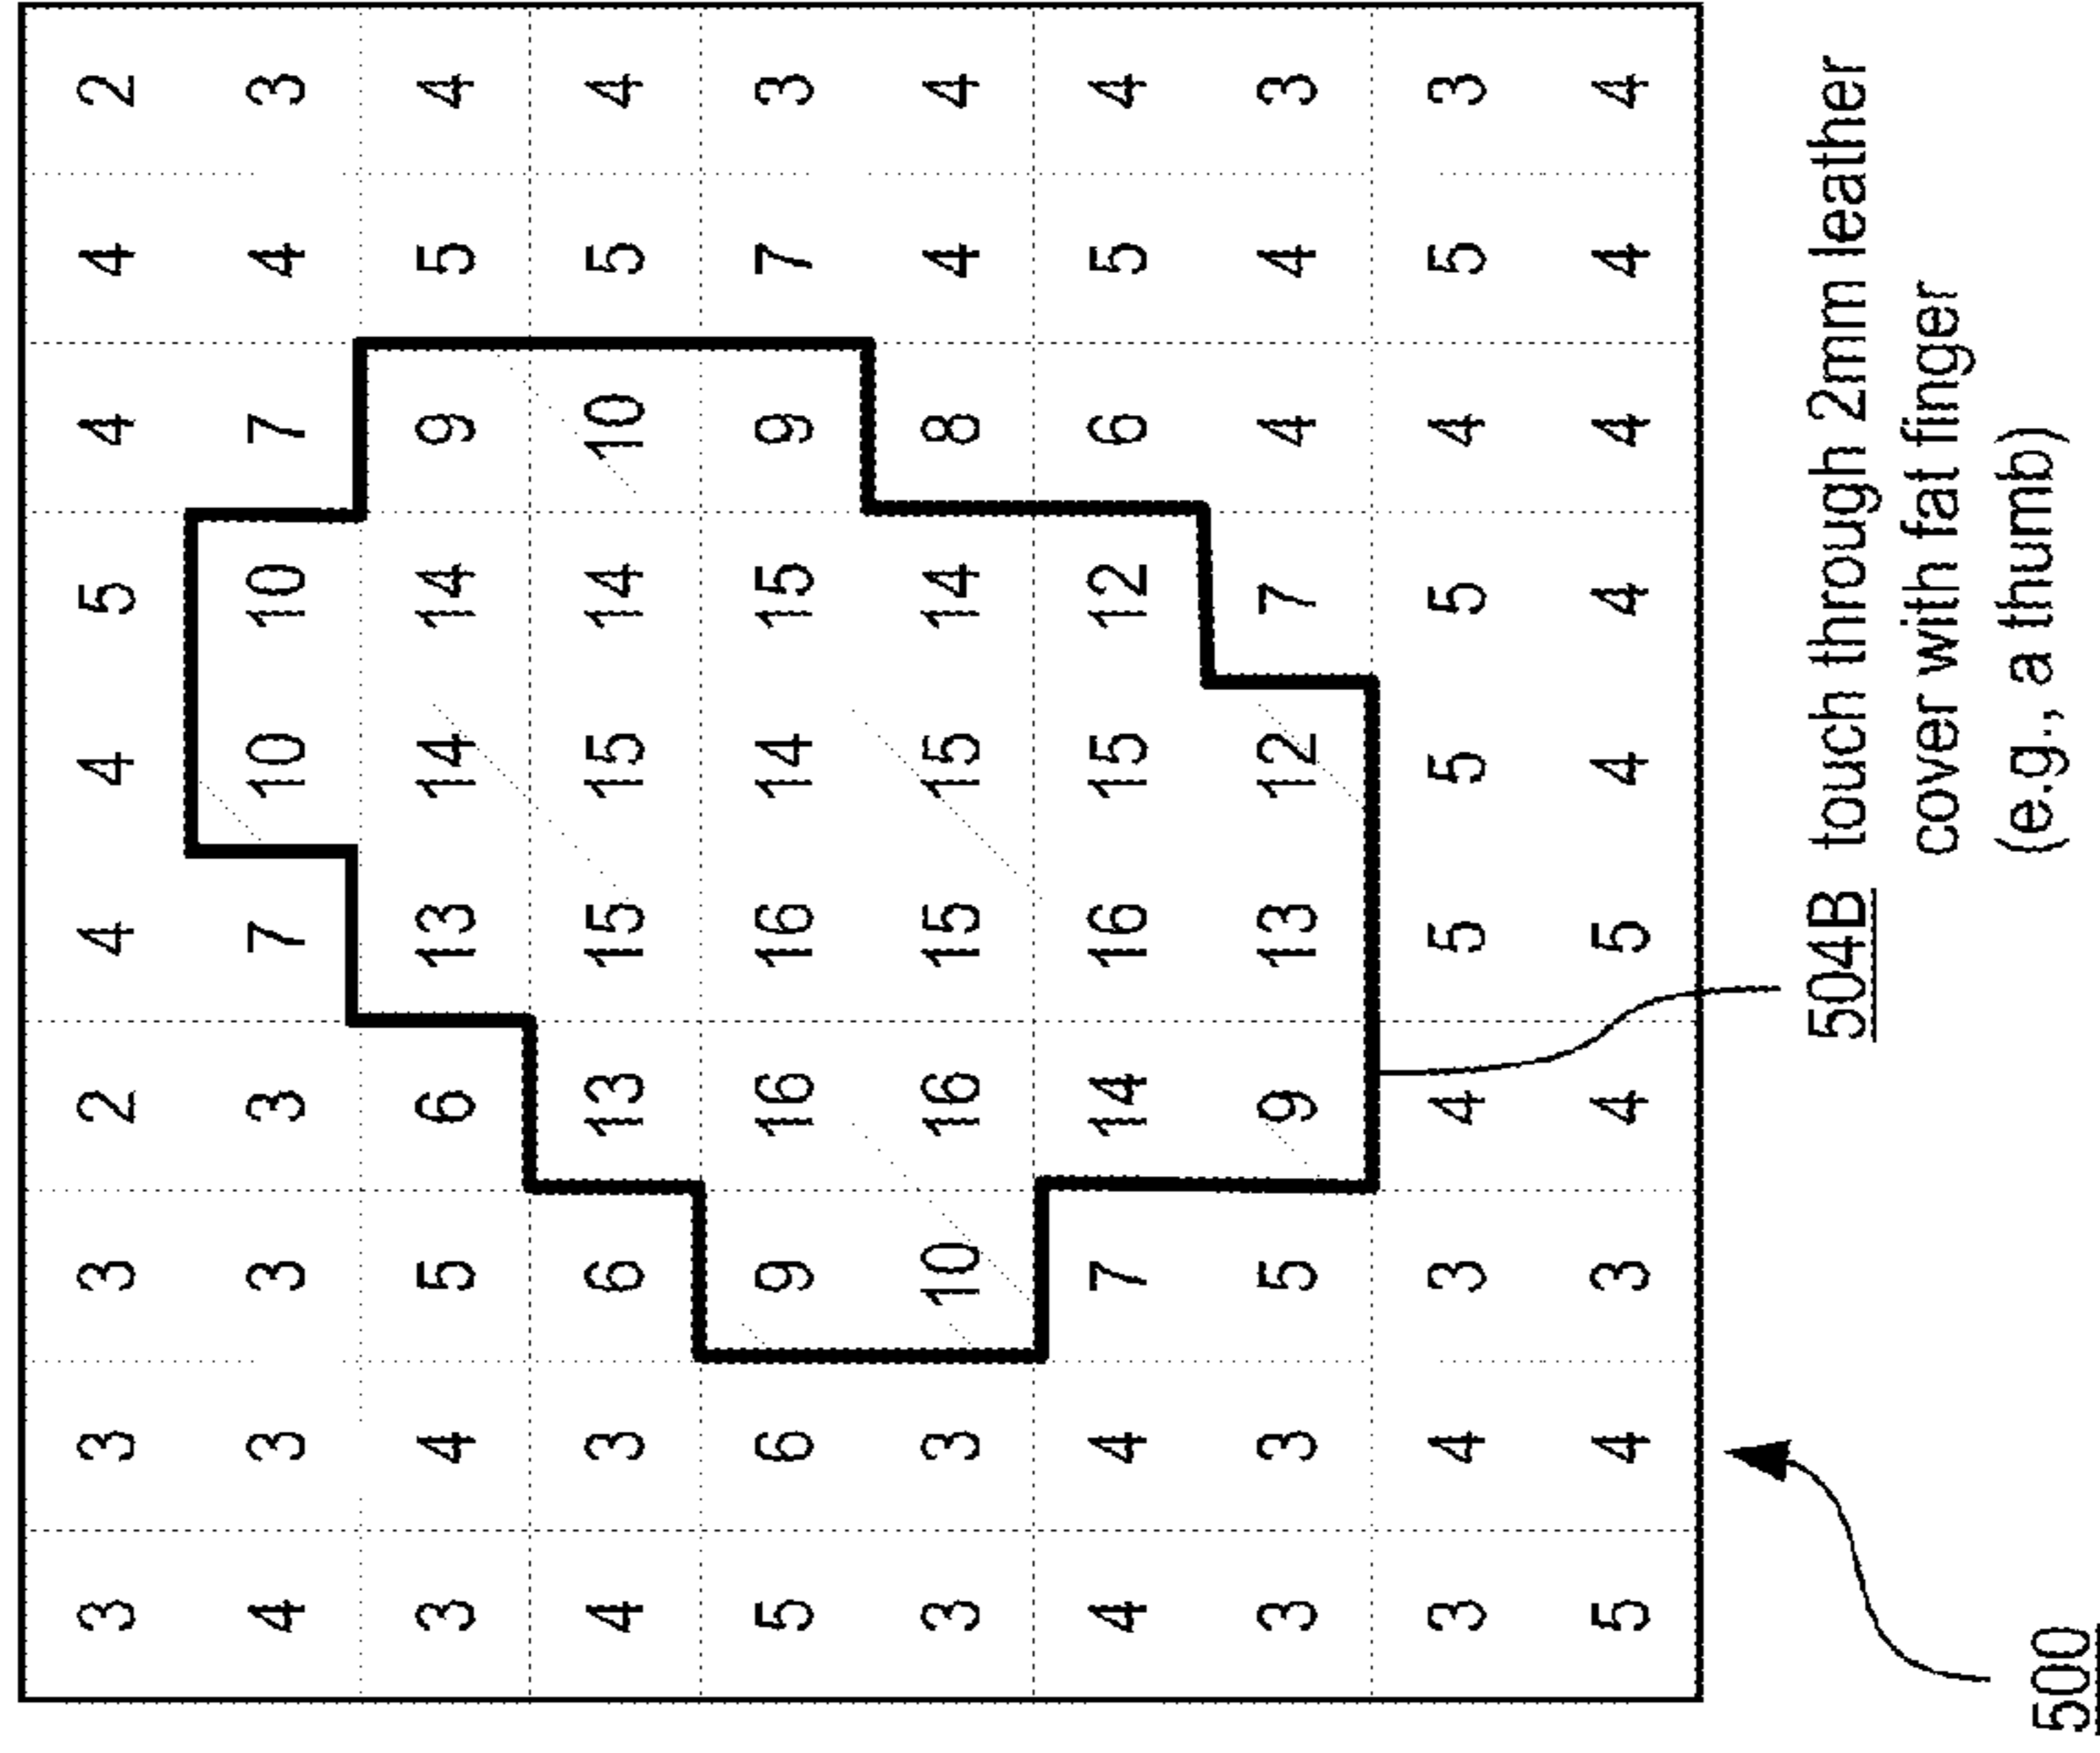 3 3 3 2 4 4 5 4 4 2
4 3 3 3 7 10 10 7 4 3
3 4 5 6 13 14 14 9 5 4
4 3 6 13 15 15 14 10 5 4
5 6 9 16 16 14 15 9 7 3
3 3 10 16 15 15 14 8 4 4
4 4 7 14 16 15 12 6 5 4
3 3 5 9 13 12 7 4 4 3
3 4 3 4 5 5 5 4 5 3
5 4 3 4 5 4 4 4 4 4
504B touch through 2mm leather
cover with fat finger
(e.g., a thumb)
500